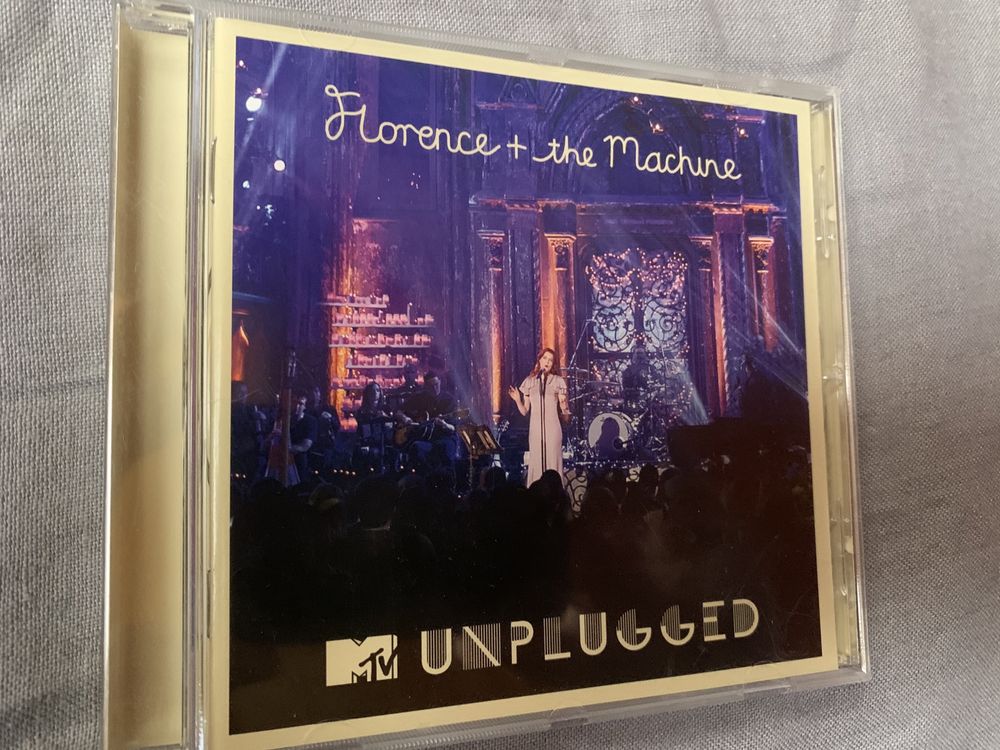 Florence + the Machine
MTV UNPLUGGED